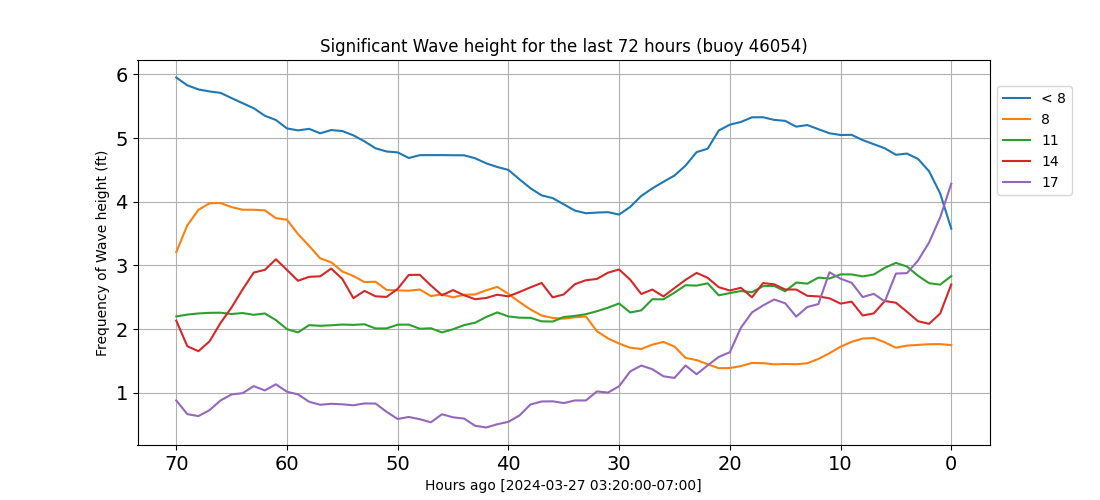 Significant Wave height for the last 72 hours (buoy 46054)
Frequency of Wave height (ft)
6
5
4
3
2
1
70 60 50 40 30 20 10 0
Hours ago [2024-03-27 03:20:00-07:00]
< 8
8
11
14
17